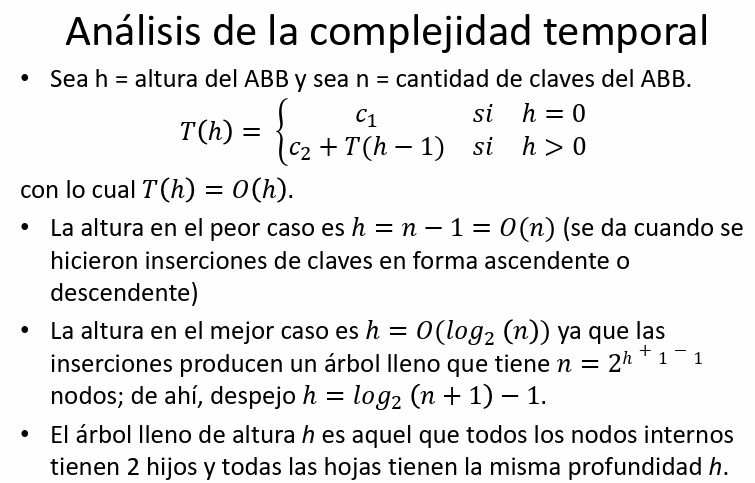 Análisis de la complejidad temporal
• Sea h = altura del ABB y sea n = cantidad de claves del ABB.
T(h) = { c₁ si h = 0
c₂ + T(h − 1) si h > 0
con lo cual T(h) = O(h).
• La altura en el peor caso es h = n − 1 = O(n) (se da cuando se
hicieron inserciones de claves en forma ascendente o
descendente)
• La altura en el mejor caso es h = O(log₂ (n)) ya que las
inserciones producen un árbol lleno que tiene n = 2ʰ ⁺ ¹ ⁻ ¹
nodos; de ahí, despejo h = log₂ (n + 1) − 1.
• El árbol lleno de altura h es aquel que todos los nodos internos
tienen 2 hijos y todas las hojas tienen la misma profundidad h.